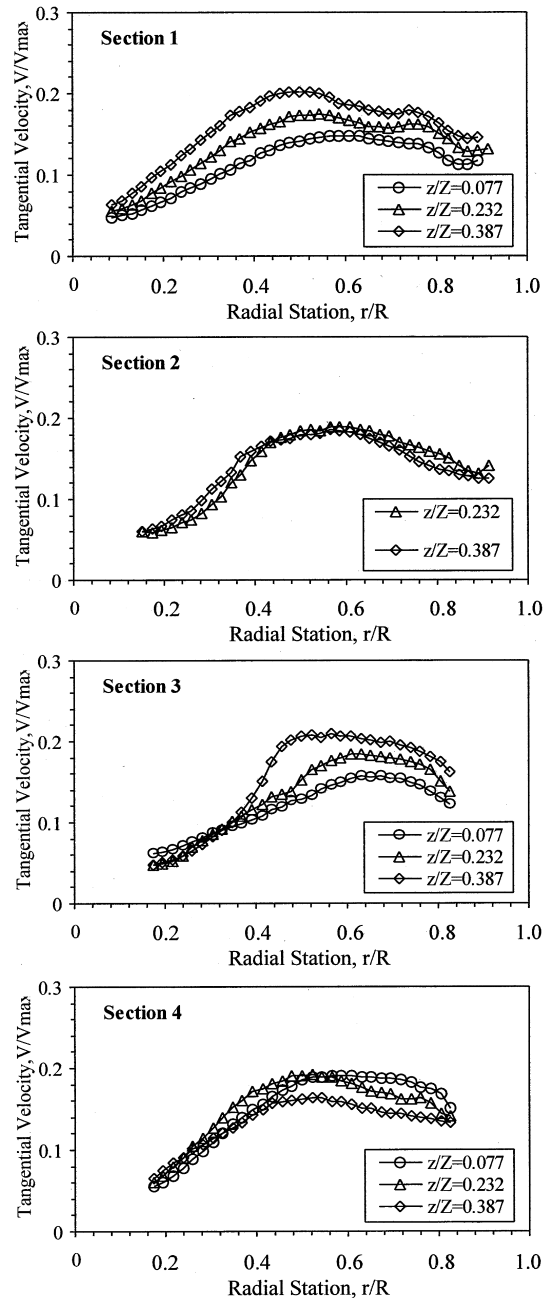 0.3
Section 1
0.2
0.1
0
Tangential Velocity,V/Vmax
z/Z=0.077
z/Z=0.232
z/Z=0.387
0 0.2 0.4 0.6 0.8 1.0
Radial Station, r/R
0.3
Section 2
0.2
0.1
0
Tangential Velocity,V/Vmax
z/Z=0.232
z/Z=0.387
0 0.2 0.4 0.6 0.8 1.0
Radial Station, r/R
0.3
Section 3
0.2
0.1
0
Tangential Velocity,V/Vmax
z/Z=0.077
z/Z=0.232
z/Z=0.387
0 0.2 0.4 0.6 0.8 1.0
Radial Station, r/R
0.3
Section 4
0.2
0.1
0
Tangential Velocity,V/Vmax
z/Z=0.077
z/Z=0.232
z/Z=0.387
0 0.2 0.4 0.6 0.8 1.0
Radial Station, r/R